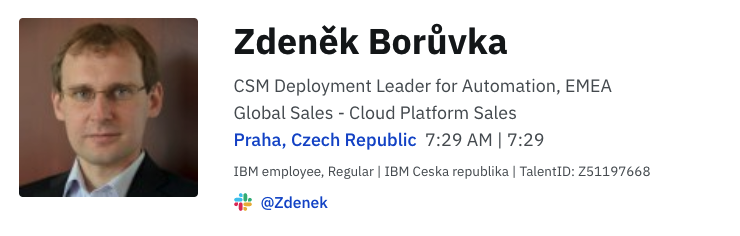 Zdeněk Borůvka
CSM Deployment Leader for Automation, EMEA
Global Sales - Cloud Platform Sales
Praha, Czech Republic 7:29 AM | 7:29
IBM employee, Regular | IBM Ceska republika | TalentID: Z51197668
@Zdenek